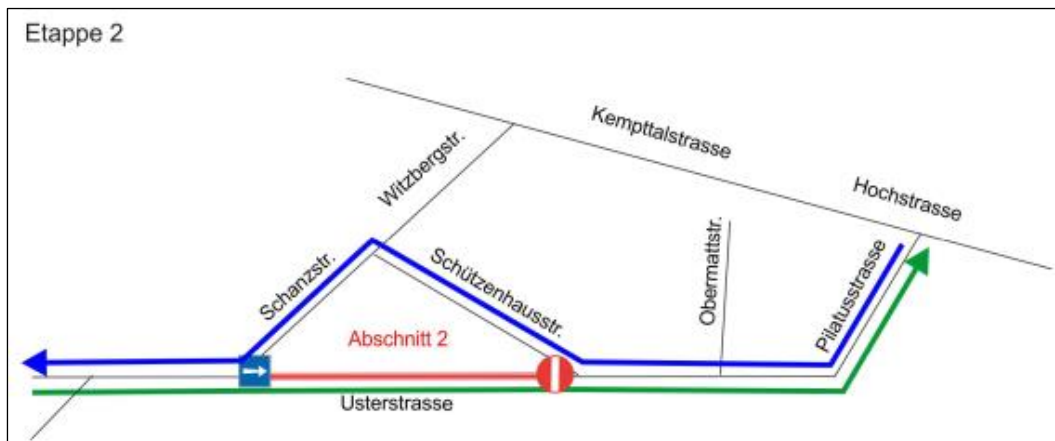 Etappe 2
Kempttalstrasse
Hochstrasse
Witzbergstr.
Schanzstr.
Schützenhausstr.
Obermattstr.
Pilatusstrasse
Abschnitt 2
Usterstrasse